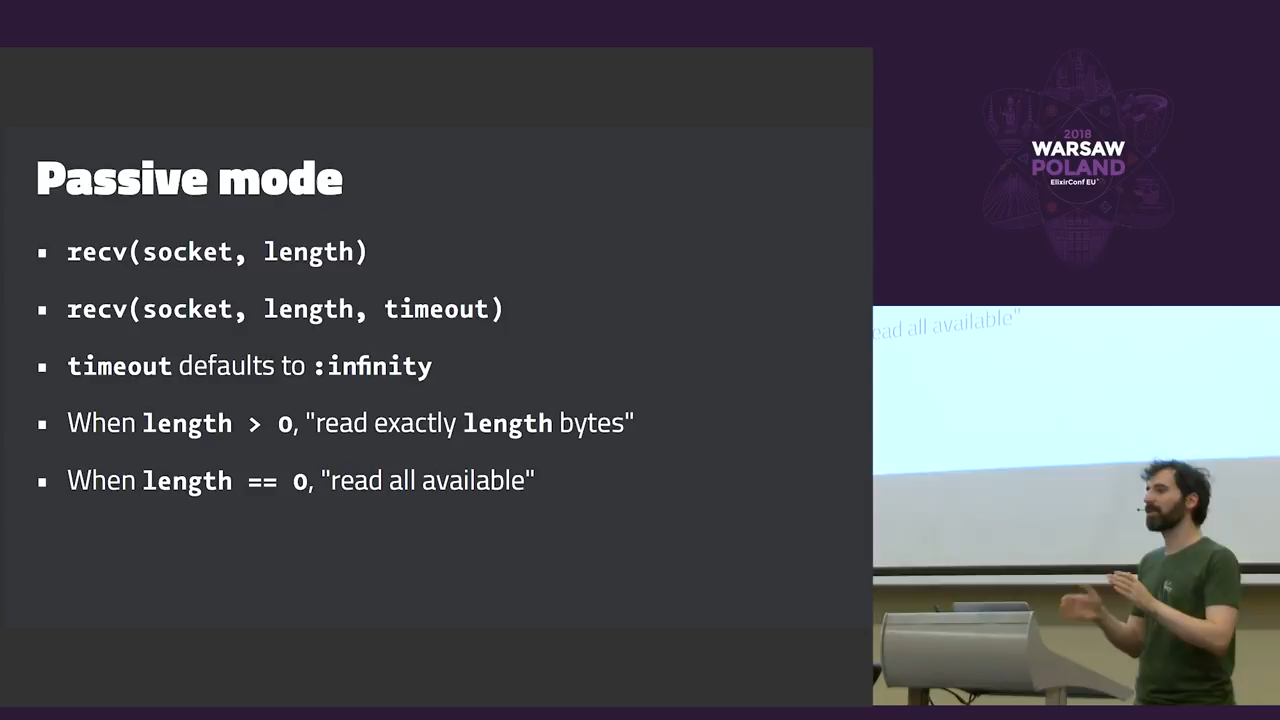 Passive mode
▪ recv(socket, length)
▪ recv(socket, length, timeout)
▪ timeout defaults to :infinity
▪ When length > 0, "read exactly length bytes"
▪ When length == 0, "read all available"
2018
WARSAW
POLAND
ElixirConf EU
ead all available"